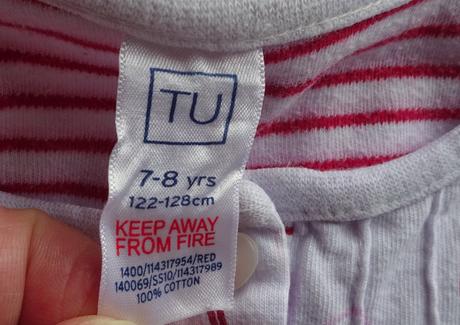 TU
7-8 yrs
122-128cm
KEEP AWAY
FROM FIRE
1400/114317954/RED
140069/SS10/114317989
100% COTTON